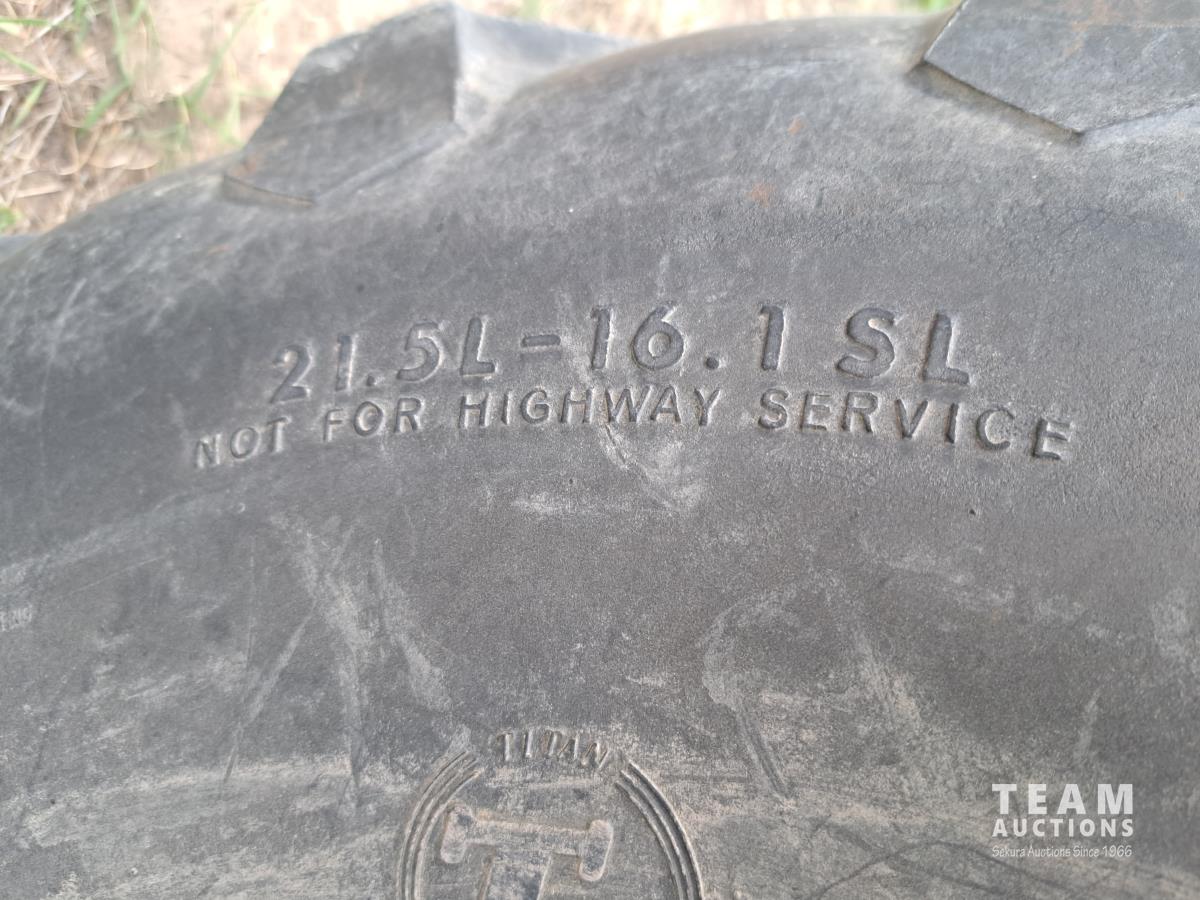 21.5L-16.1 SL
NOT FOR HIGHWAY SERVICE
TITAN
TEAM
AUCTIONS
Sekura Auctions Since 1966